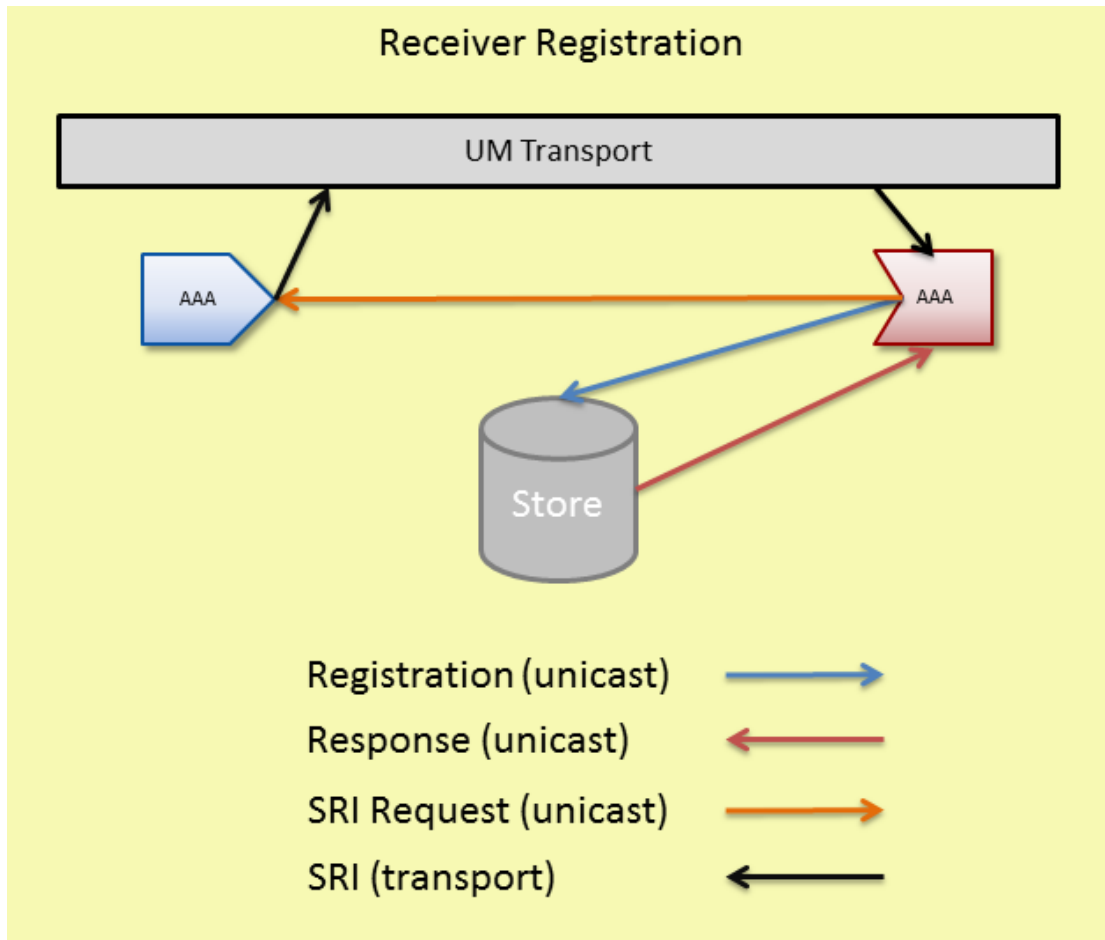 Receiver Registration
UM Transport
AAA
AAA
Store
Registration (unicast)
Response (unicast)
SRI Request (unicast)
SRI (transport)